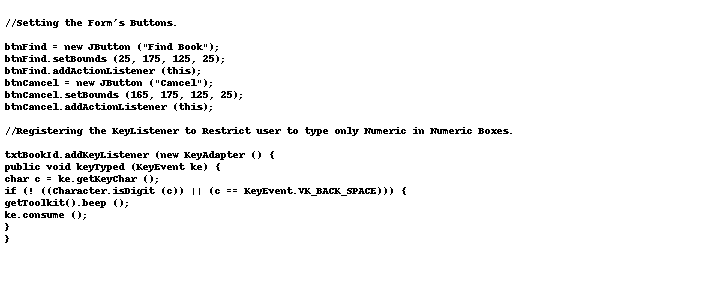 //Setting the Form's Buttons.
btnFind = new JButton ("Find Book");
btnFind.setBounds (25, 175, 125, 25);
btnFind.addActionListener (this);
btnCancel = new JButton ("Cancel");
btnCancel.setBounds (165, 175, 125, 25);
btnCancel.addActionListener (this);
//Registering the KeyListener to Restrict user to type only Numeric in Numeric Boxes.
txtBookId.addKeyListener (new KeyAdapter () {
public void keyTyped (KeyEvent ke) {
char c = ke.getKeyChar ();
if (! ((Character.isDigit (c)) || (c == KeyEvent.VK_BACK_SPACE))) {
getToolkit().beep ();
ke.consume ();
}
}